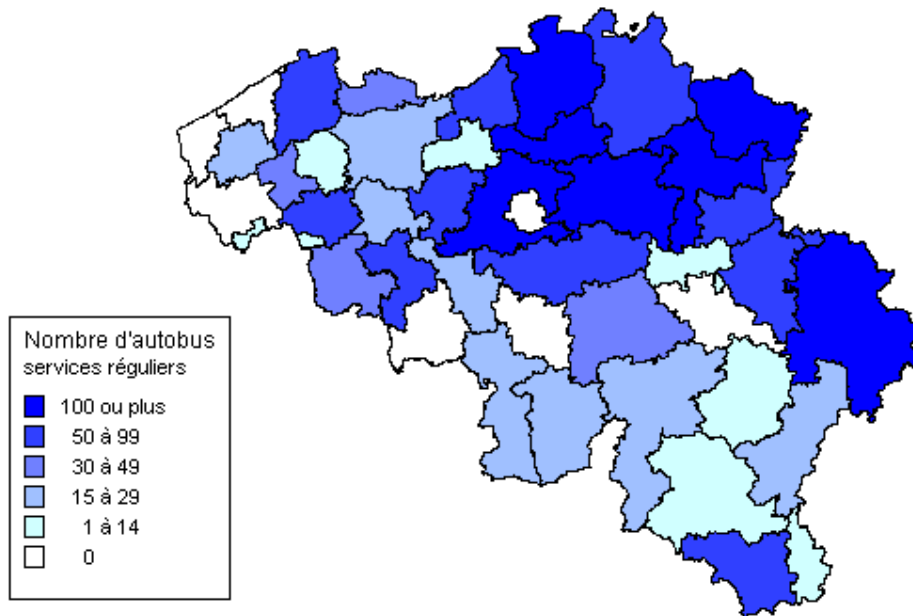 Nombre d'autobus
services réguliers
100 ou plus
50 à 99
30 à 49
15 à 29
1 à 14
0